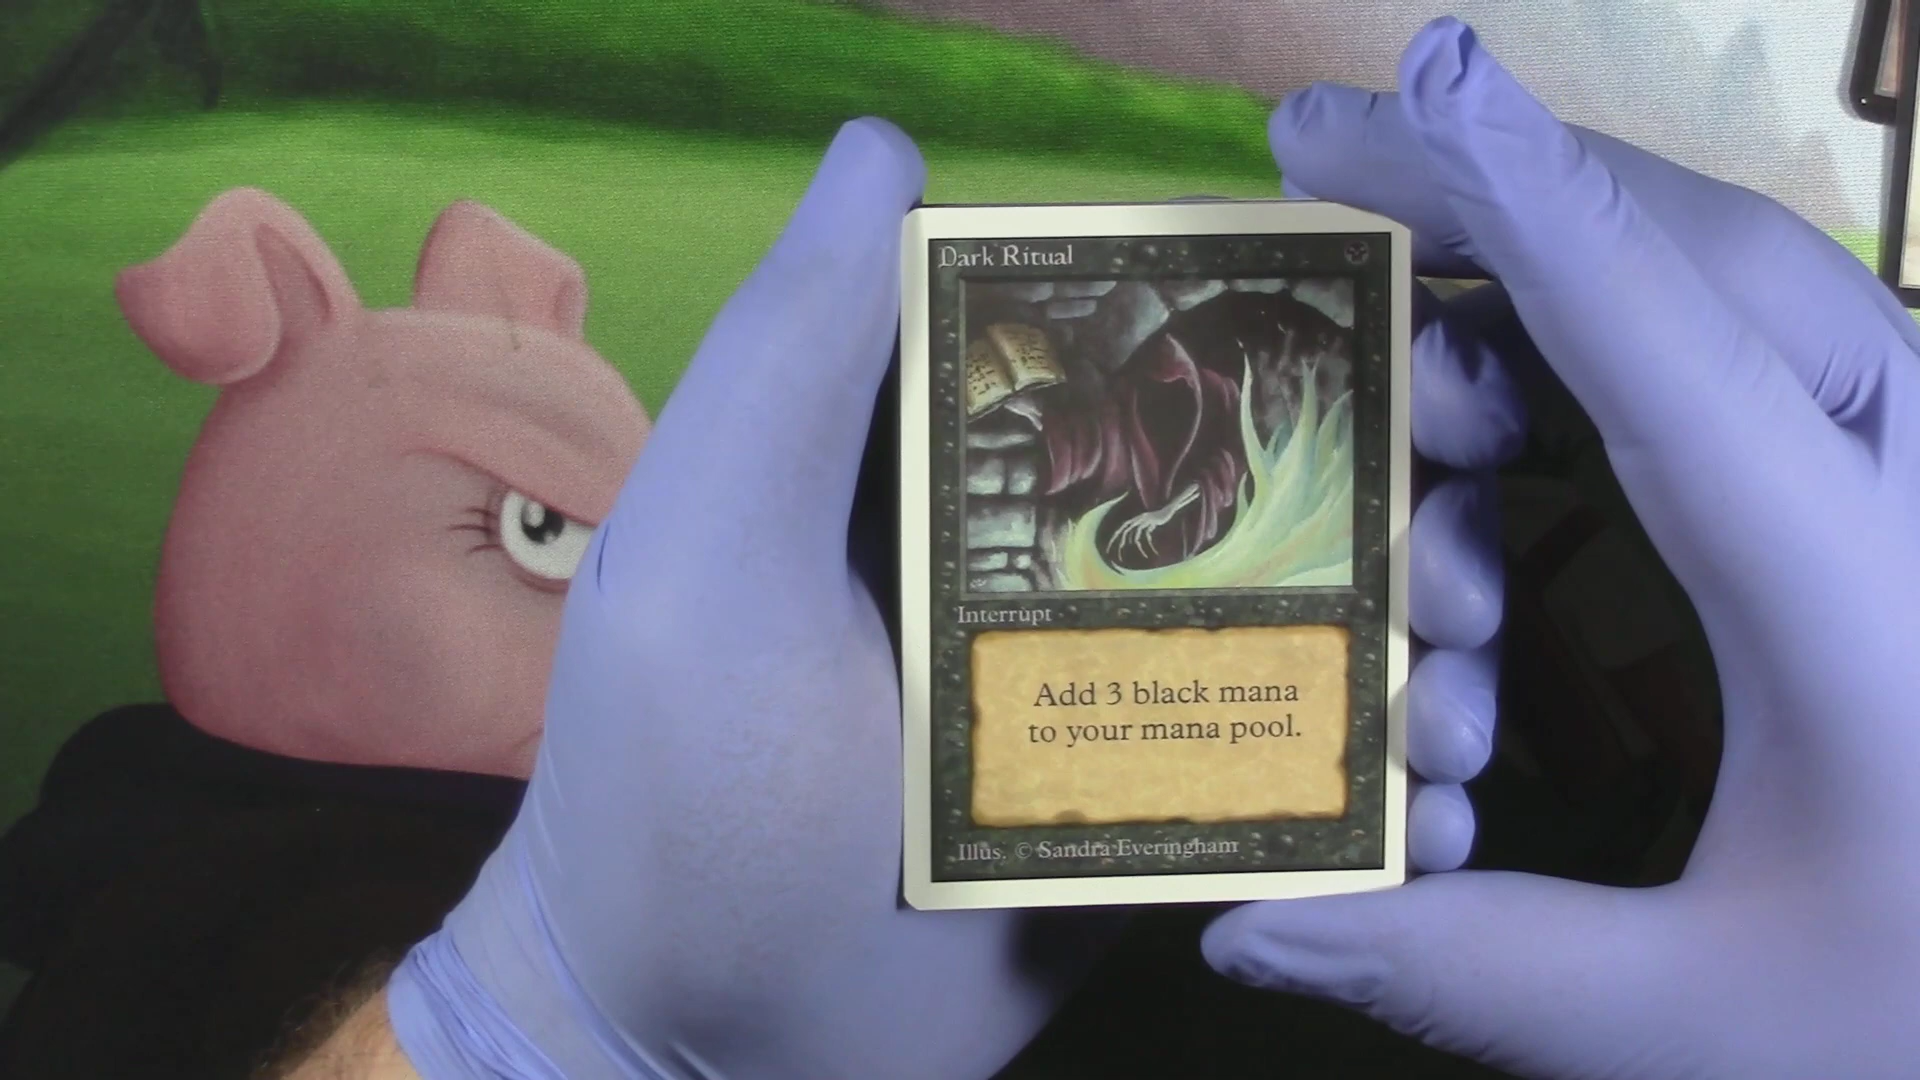 Dark Ritual
Interrupt
Add 3 black mana
to your mana pool.
Illus. © Sandra Everingham